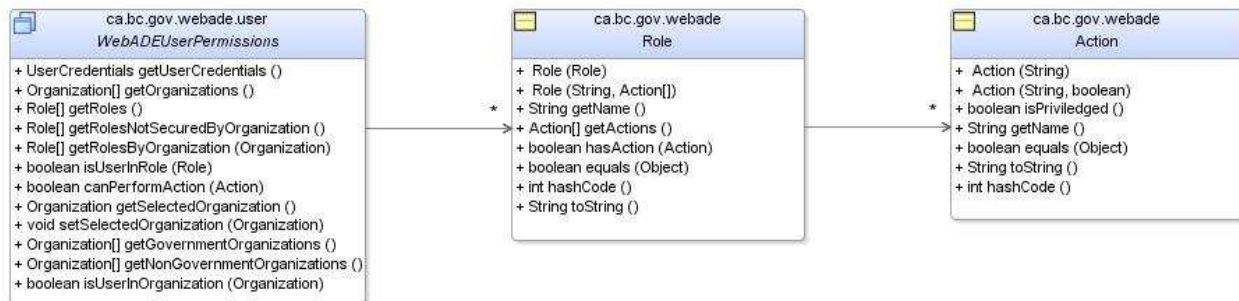 ca.bc.gov.webade.user
WebADEUserPermissions
+ UserCredentials getUserCredentials ()
+ Organization[] getOrganizations ()
+ Role[] getRoles ()
+ Role[] getRolesNotSecuredByOrganization ()
+ Role[] getRolesByOrganization (Organization)
+ boolean isUserInRole (Role)
+ boolean canPerformAction (Action)
+ Organization getSelectedOrganization ()
+ void setSelectedOrganization (Organization)
+ Organization[] getGovernmentOrganizations ()
+ Organization[] getNonGovernmentOrganizations ()
+ boolean isUserInOrganization (Organization)
*
ca.bc.gov.webade
Role
+ Role (Role)
+ Role (String, Action[])
+ String getName ()
+ Action[] getActions ()
+ boolean hasAction (Action)
+ boolean equals (Object)
+ int hashCode ()
+ String toString ()
*
ca.bc.gov.webade
Action
+ Action (String)
+ Action (String, boolean)
+ boolean isPriviledged ()
+ String getName ()
+ boolean equals (Object)
+ String toString ()
+ int hashCode ()